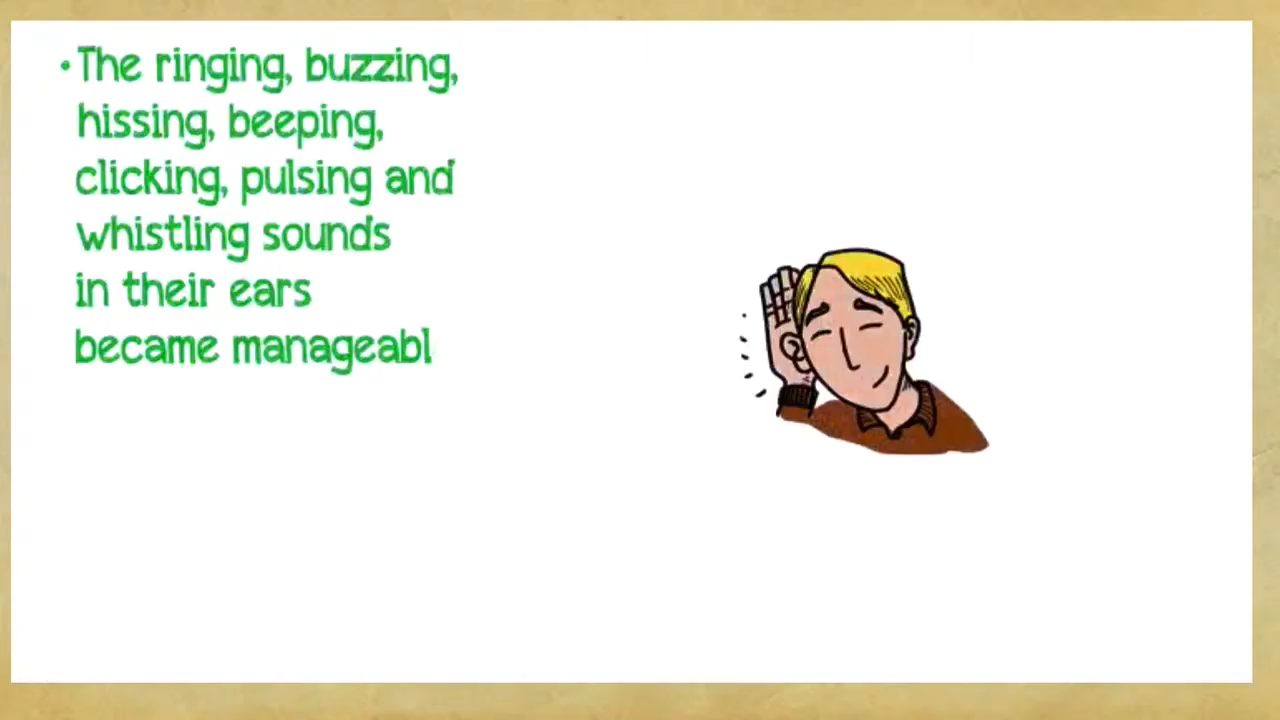 •The ringing, buzzing,
hissing, beeping,
clicking, pulsing and
whistling sounds
in their ears
became manageabl